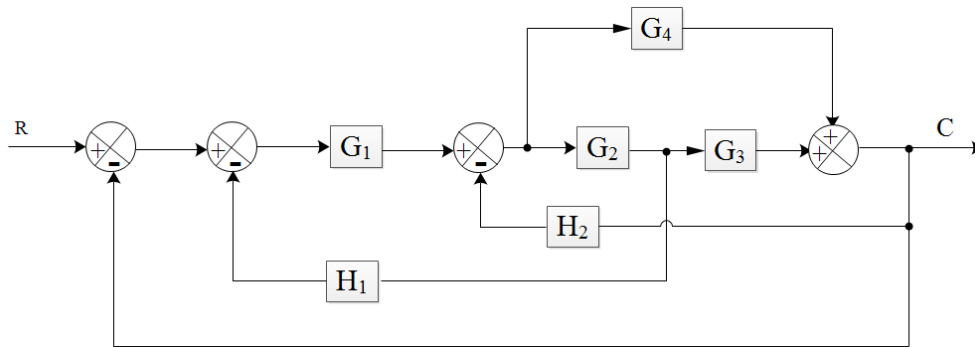 G₄
R
+
-
+
-
G₁
+
-
G₂
G₃
+
+
C
H₂
H₁